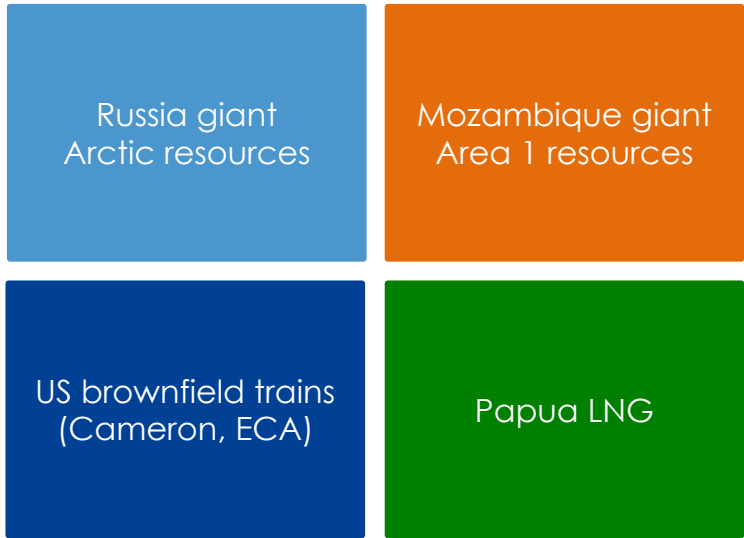 Russia giant
Arctic resources
Mozambique giant
Area 1 resources
US brownfield trains
(Cameron, ECA)
Papua LNG